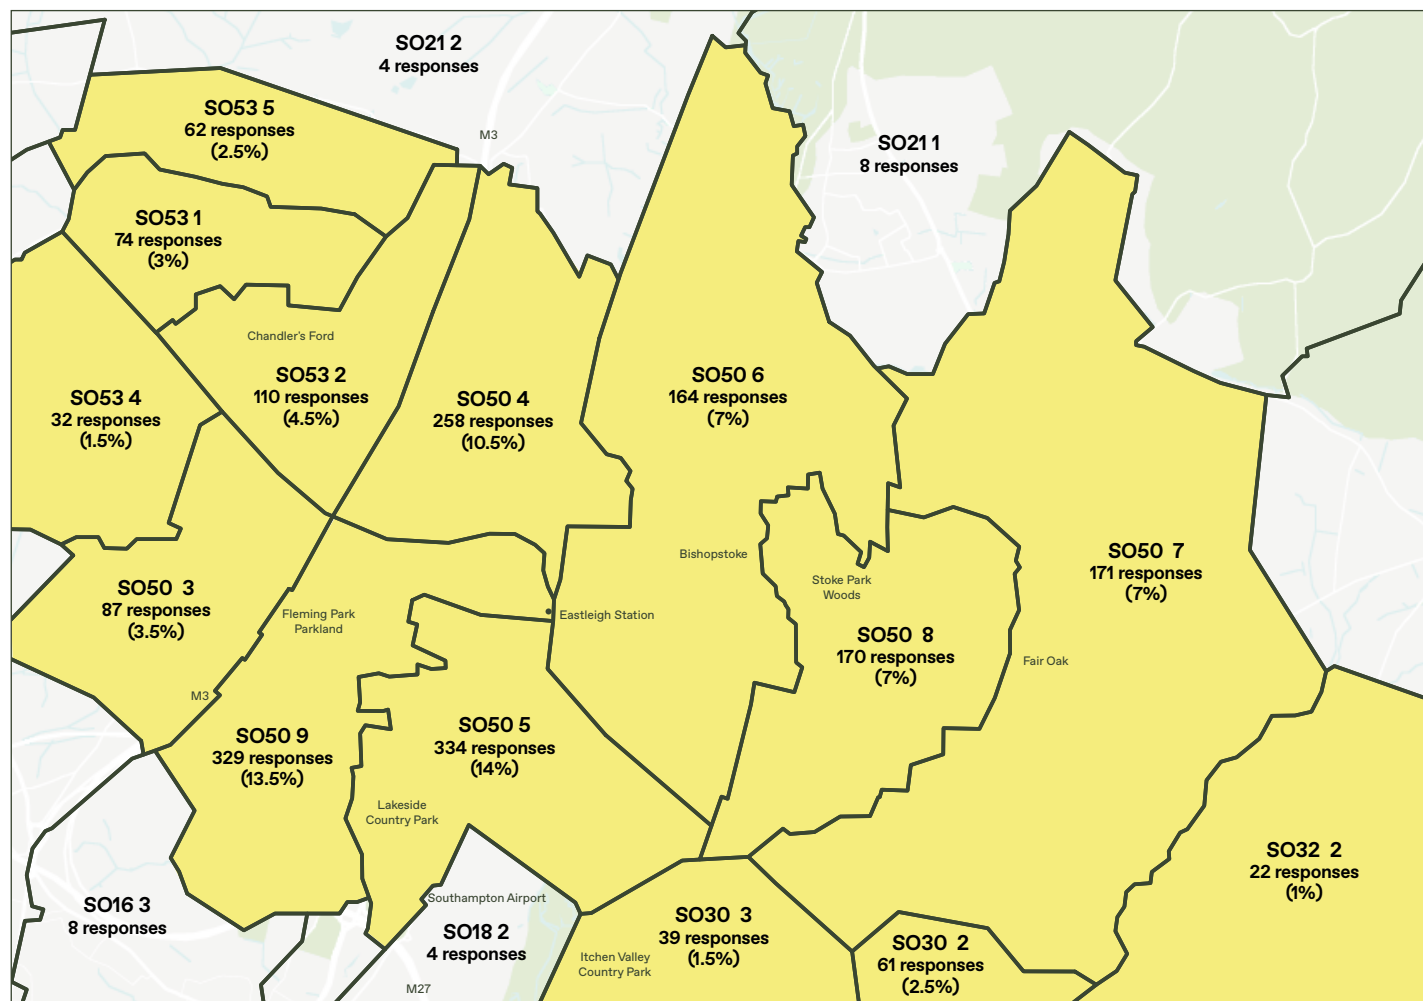 SO21 2
4 responses
M3
SO53 5
62 responses
(2.5%)
SO21 1
8 responses
SO53 1
74 responses
(3%)
Chandler's Ford
SO53 2
110 responses
(4.5%)
SO53 4
32 responses
(1.5%)
SO50 4
258 responses
(10.5%)
SO50 6
164 responses
(7%)
Bishopstoke
Stoke Park
Woods
SO50 7
171 responses
(7%)
SO50 3
87 responses
(3.5%)
Fleming Park
Parkland
Eastleigh Station
SO50 8
170 responses
(7%)
Fair Oak
M3
SO50 9
329 responses
(13.5%)
SO50 5
334 responses
(14%)
Lakeside
Country Park
SO32 2
22 responses
(1%)
SO16 3
8 responses
Southampton Airport
SO18 2
4 responses
SO30 3
39 responses
(1.5%)
Itchen Valley
Country Park
SO30 2
61 responses
(2.5%)
M27